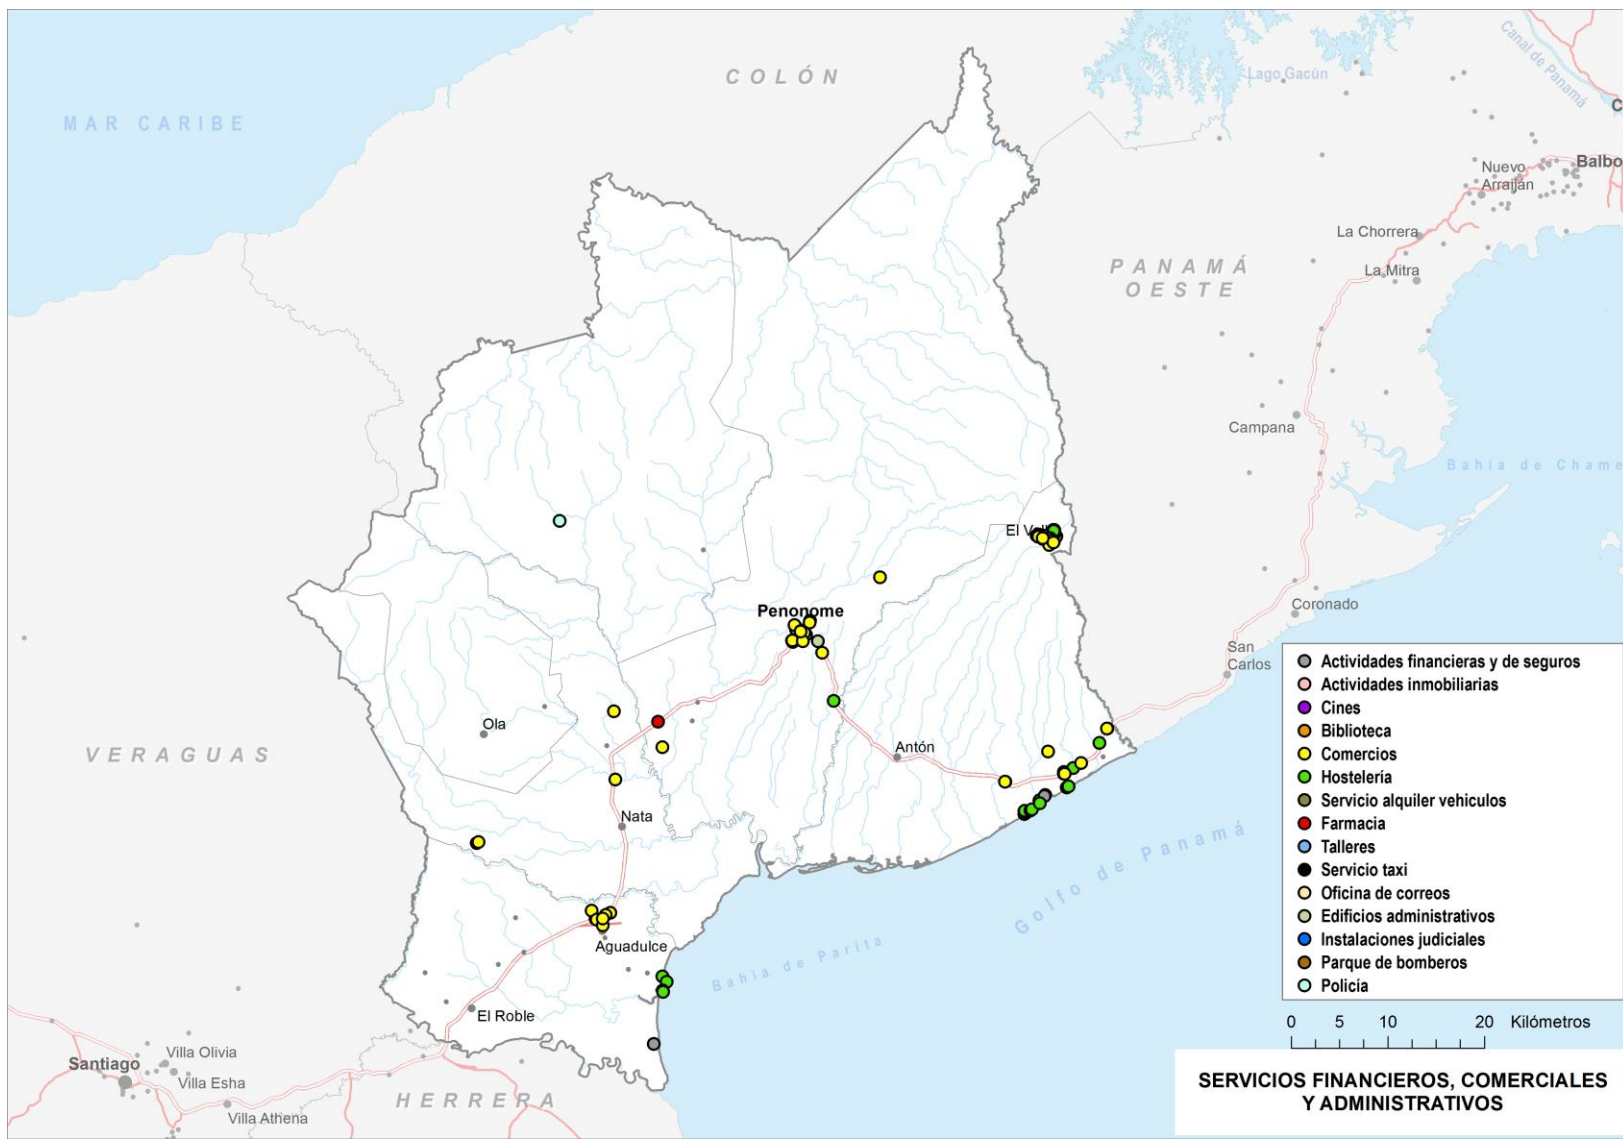 COLÓN
MAR CARIBE
Lago Gacún
Canal de Panamá
Nuevo
Arraiján
Balbo
La Chorrera
La Mitra
PANAMÁ
OESTE
Campana
Bahia de Chame
El Vall
Coronado
San
Carlos
Penonome
Ola
Antón
VERAGUAS
Nata
Golfo de Panamá
Aguadulce
Bahia de Parita
El Roble
Santiago
Villa Olivia
Villa Esha
Villa Athena
HERRERA
Actividades financieras y de seguros
Actividades inmobiliarias
Cines
Biblioteca
Comercios
Hostelería
Servicio alquiler vehiculos
Farmacia
Talleres
Servicio taxi
Oficina de correos
Edificios administrativos
Instalaciones judiciales
Parque de bomberos
Policía
0 5 10 20 Kilómetros
SERVICIOS FINANCIEROS, COMERCIALES
Y ADMINISTRATIVOS